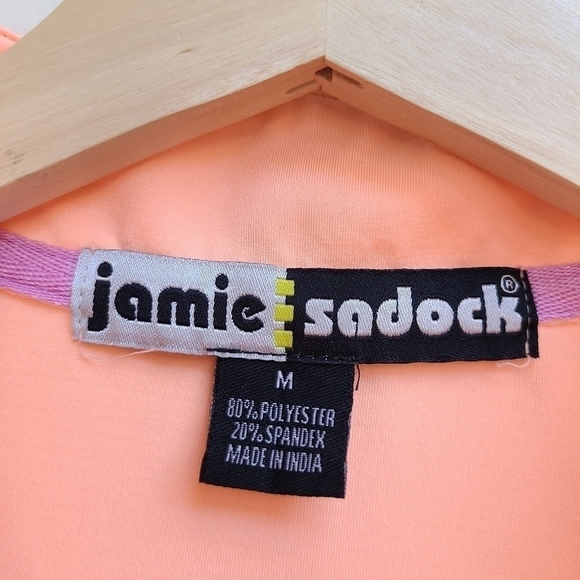 jamie sadock®
M
80% POLYESTER
20% SPANDEX
MADE IN INDIA